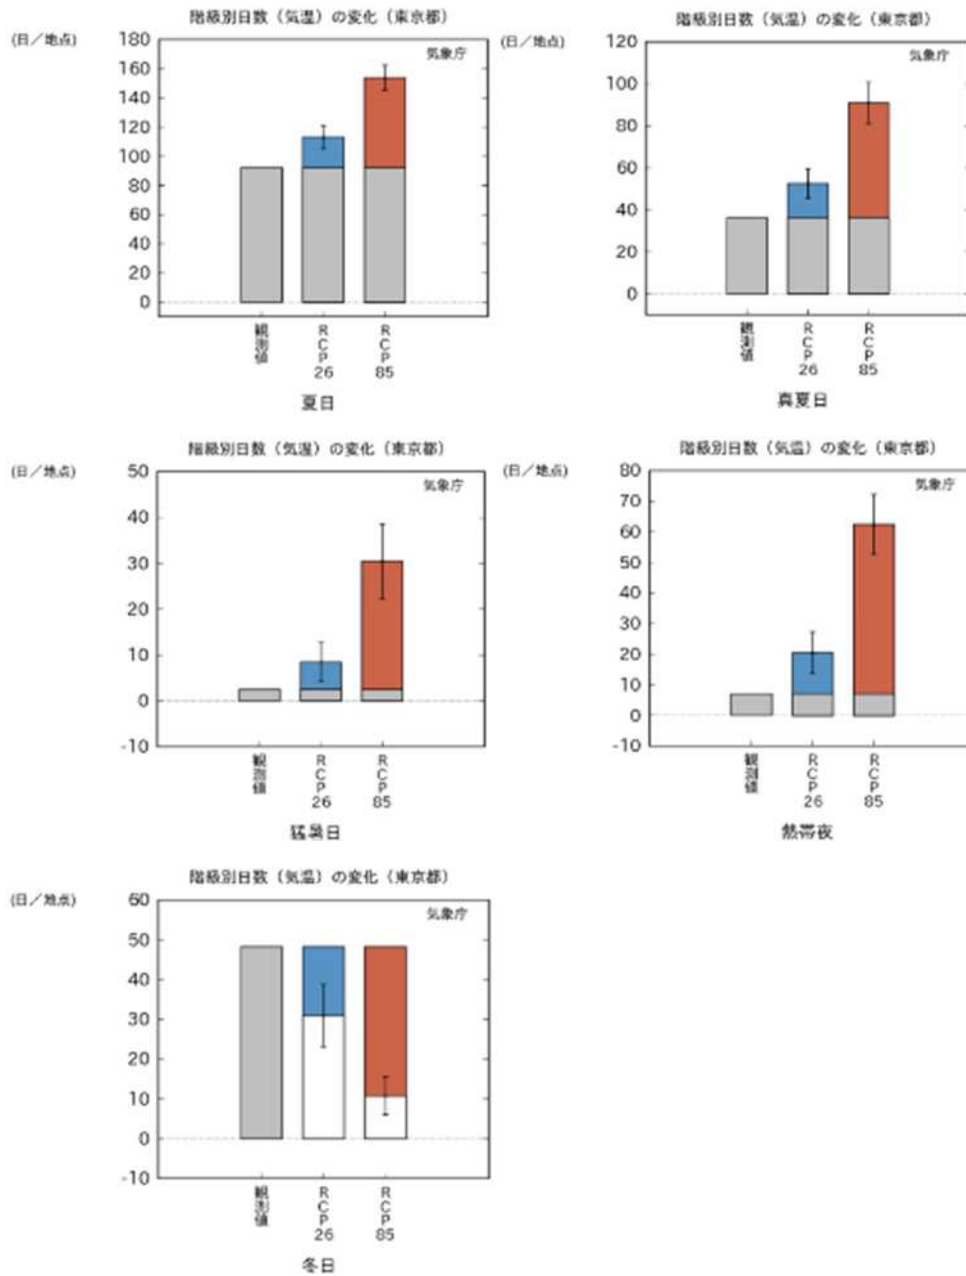 階級別日数（気温）の変化（東京都）
(日／地点)
気象庁
180
160
140
120
100
80
60
40
20
0
観測値
RCP26
RCP85
夏日
階級別日数（気温）の変化（東京都）
(日／地点)
気象庁
120
100
80
60
40
20
0
観測値
RCP26
RCP85
真夏日
階級別日数（気温）の変化（東京都）
(日／地点)
気象庁
50
40
30
20
10
0
-10
観測値
RCP26
RCP85
猛暑日
階級別日数（気温）の変化（東京都）
(日／地点)
気象庁
80
70
60
50
40
30
20
10
0
-10
観測値
RCP26
RCP85
熱帯夜
階級別日数（気温）の変化（東京都）
(日／地点)
気象庁
60
50
40
30
20
10
0
-10
観測値
RCP26
RCP85
冬日